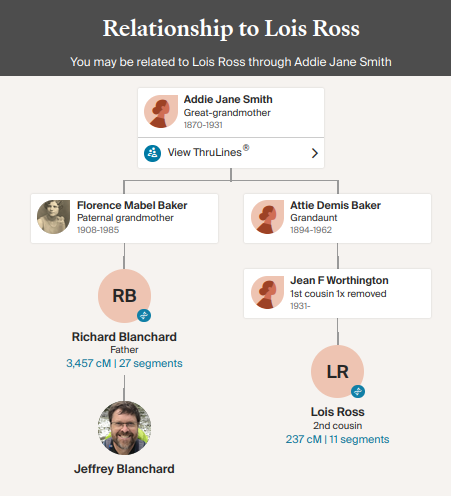 Relationship to Lois Ross
You may be related to Lois Ross through Addie Jane Smith
Addie Jane Smith
Great-grandmother
1870-1931
View ThruLines®
Florence Mabel Baker
Paternal grandmother
1908-1985
Attie Demis Baker
Grandaunt
1894-1962
Jean F Worthington
1st cousin 1x removed
1931-
RB
Richard Blanchard
Father
3,457 cM | 27 segments
LR
Lois Ross
2nd cousin
237 cM | 11 segments
Jeffrey Blanchard